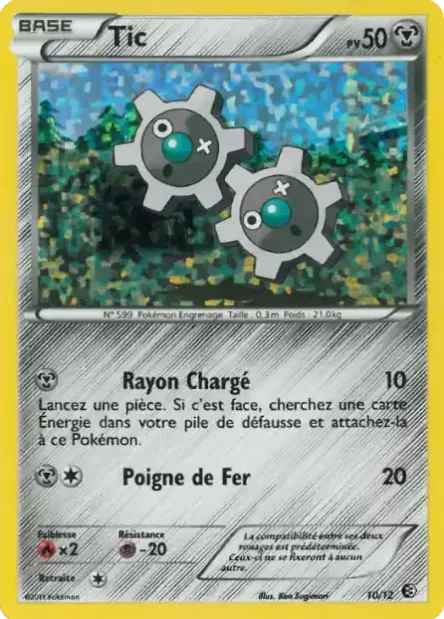 BASE
Tic
PV50
N° 599 Pokémon Engrenage Taille : 0,3m Poids : 21,0kg
Rayon Chargé 10
Lancez une pièce. Si c'est face, cherchez une carte
Énergie dans votre pile de défausse et attachez-la
à ce Pokémon.
Poigne de Fer 20
Faiblesse
×2
Résistance
-20
Retraite
La compatibilité entre ses deux
rouages est prédéterminée.
Ceux-ci ne se fixeront à aucun
autre.
©2011 Pokémon
Illus. Ken Sugimori
10/12